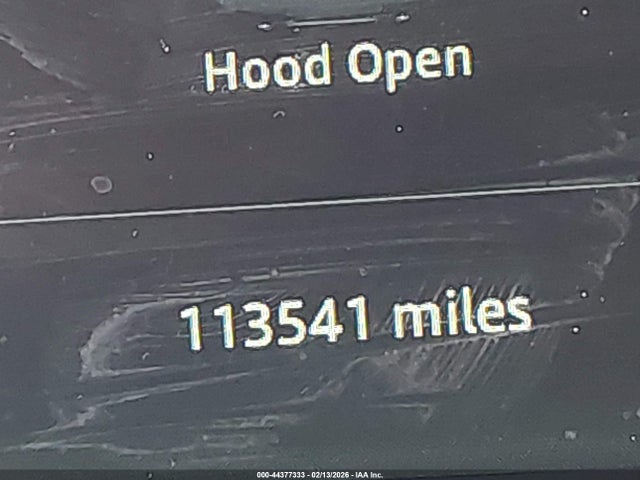 Hood Open
113541 miles
000-44377333 - 02/13/2026 - IAA Inc.